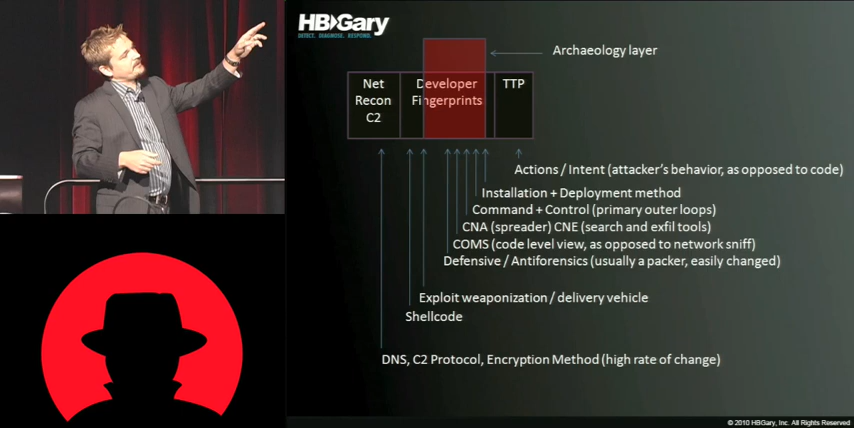 HBGary
DETECT. DIAGNOSE. RESPOND.
Archaeology layer
Net
Recon
C2
Developer
Fingerprints
TTP
Actions / Intent (attacker's behavior, as opposed to code)
Installation + Deployment method
Command + Control (primary outer loops)
CNA (spreader) CNE (search and exfil tools)
COMS (code level view, as opposed to network sniff)
Defensive / Antiforensics (usually a packer, easily changed)
Exploit weaponization / delivery vehicle
Shellcode
DNS, C2 Protocol, Encryption Method (high rate of change)
© 2010 HBGary, Inc. All Rights Reserved